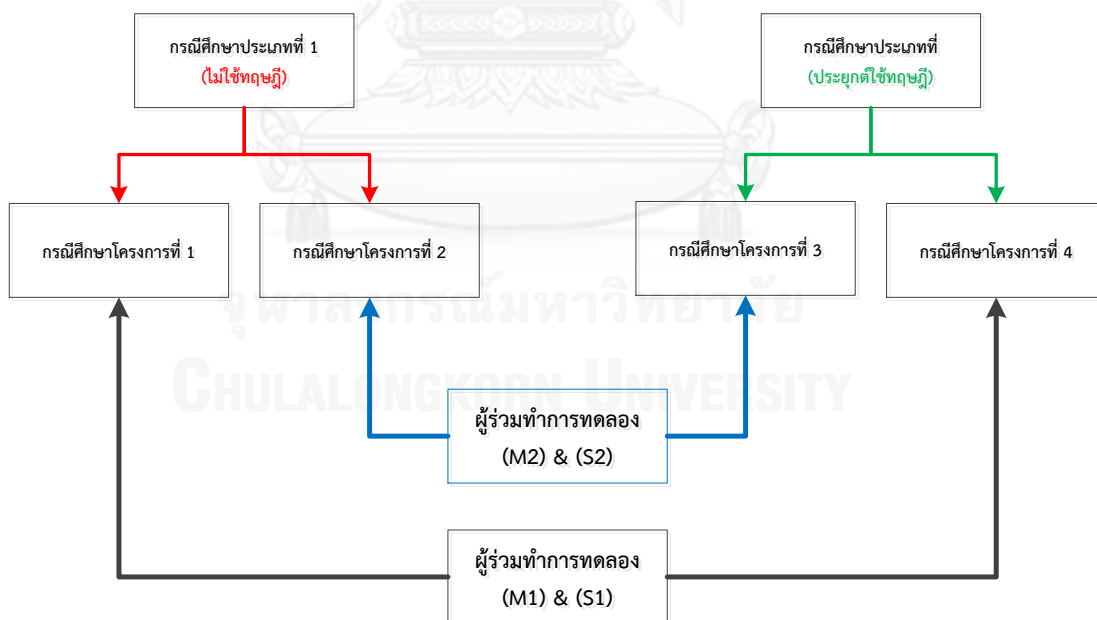 กรณีศึกษาประเภทที่ 1
(ไม่ใช้ทฤษฎี)
กรณีศึกษาประเภทที่
(ประยุกต์ใช้ทฤษฎี)
กรณีศึกษาโครงการที่ 1
กรณีศึกษาโครงการที่ 2
กรณีศึกษาโครงการที่ 3
กรณีศึกษาโครงการที่ 4
จุฬาลงกรณ์มหาวิทยาลัย
CHULALONGKORN UNIVERSITY
ผู้ร่วมทำการทดลอง
(M2) & (S2)
ผู้ร่วมทำการทดลอง
(M1) & (S1)